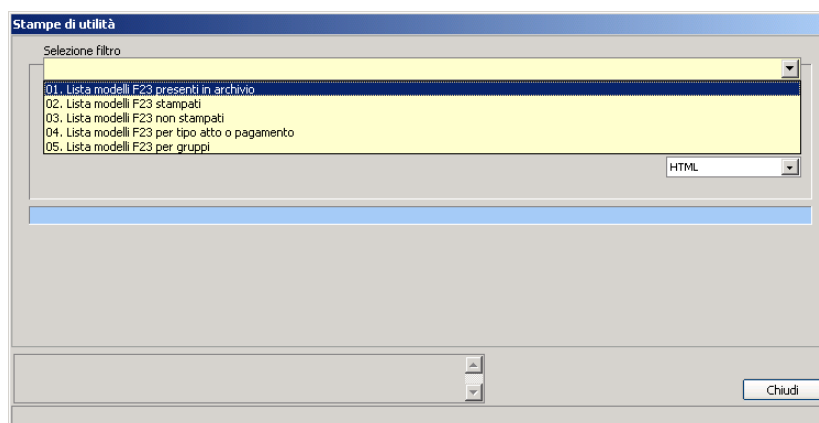 Stampe di utilità
Selezione filtro
01. Lista modelli F23 presenti in archivio
02. Lista modelli F23 stampati
03. Lista modelli F23 non stampati
04. Lista modelli F23 per tipo atto o pagamento
05. Lista modelli F23 per gruppi
HTML
Chiudi